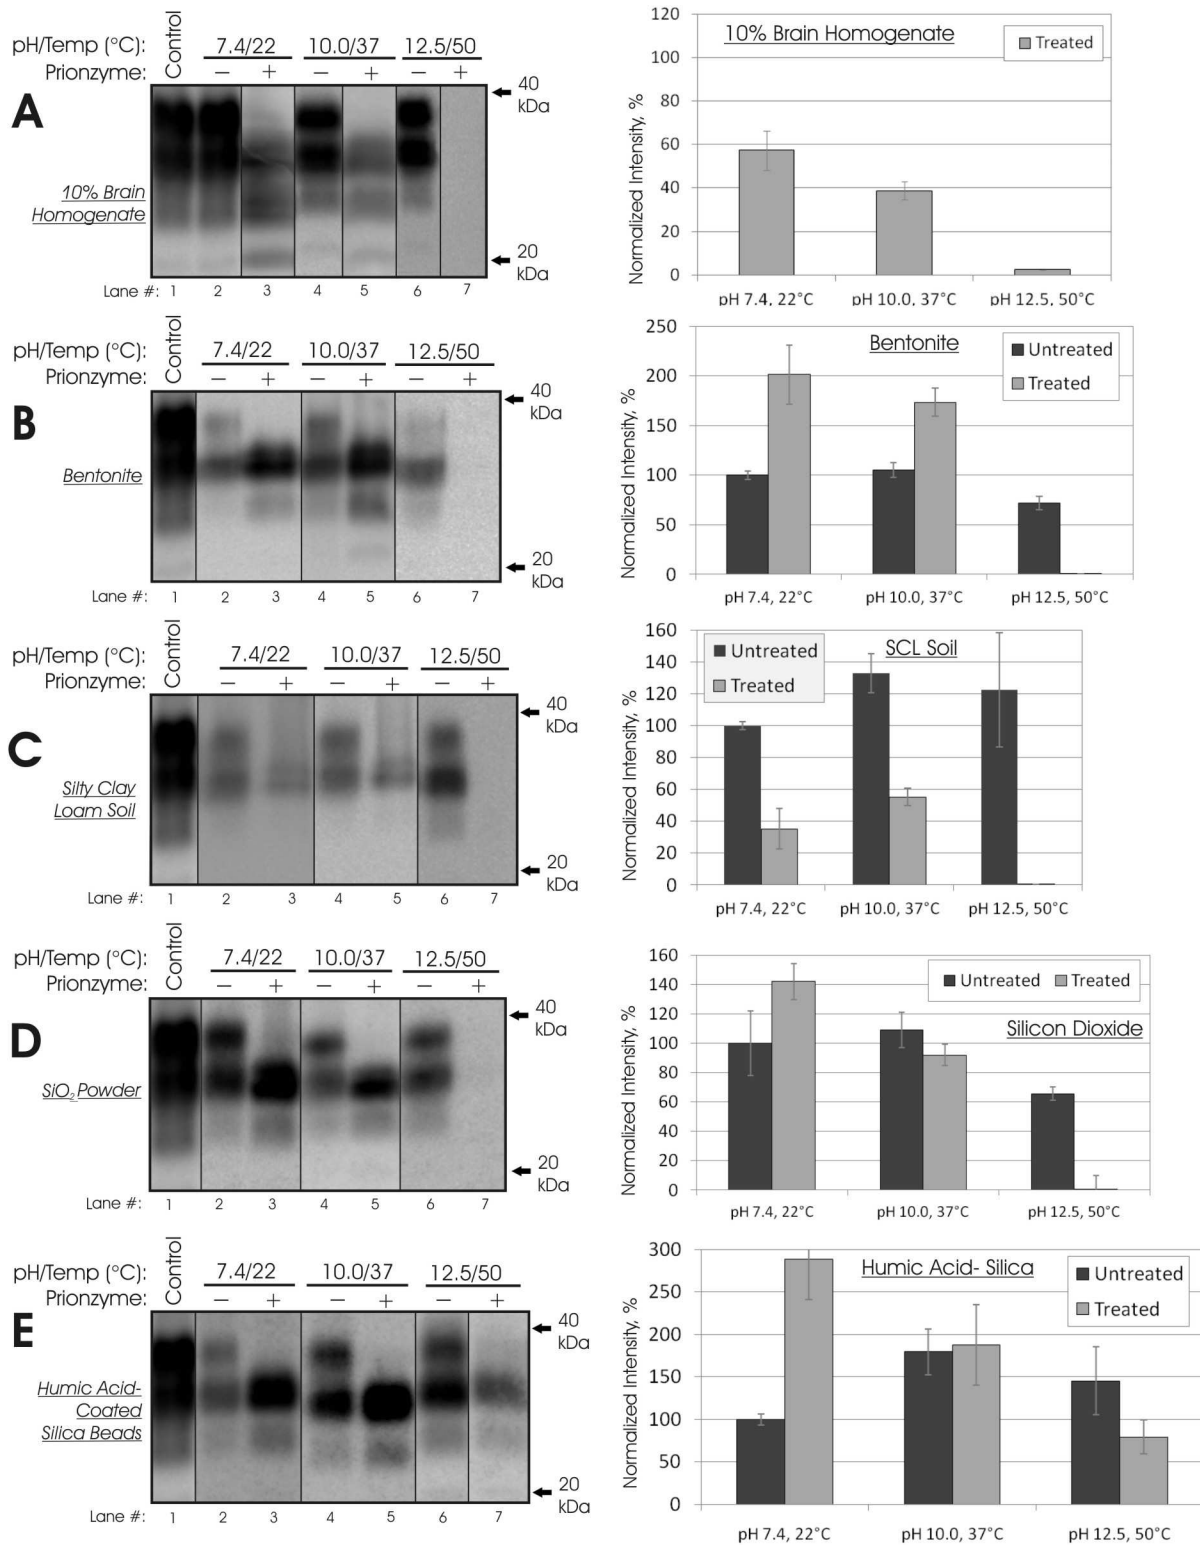 pH/Temp (°C):
Control
7.4/22
10.0/37
12.5/50
Prionzyme:
– + – + – +
A
10% Brain
Homogenate
40
kDa
20
kDa
Lane #: 1 2 3 4 5 6 7
Normalized Intensity, %
120
100
80
60
40
20
0
10% Brain Homogenate
Treated
pH 7.4, 22°C pH 10.0, 37°C pH 12.5, 50°C
pH/Temp (°C):
Control
7.4/22
10.0/37
12.5/50
Prionzyme:
– + – + – +
B
Bentonite
40
kDa
20
kDa
Lane #: 1 2 3 4 5 6 7
Normalized Intensity, %
250
200
150
100
50
0
Bentonite
Untreated
Treated
pH 7.4, 22°C pH 10.0, 37°C pH 12.5, 50°C
pH/Temp (°C):
Control
7.4/22
10.0/37
12.5/50
Prionzyme:
– + – + – +
C
Silty Clay
Loam Soil
40
kDa
20
kDa
Lane #: 1 2 3 4 5 6 7
Normalized Intensity, %
160
140
120
100
80
60
40
20
0
SCL Soil
Untreated
Treated
pH 7.4, 22°C pH 10.0, 37°C pH 12.5, 50°C
pH/Temp (°C):
Control
7.4/22
10.0/37
12.5/50
Prionzyme:
– + – + – +
D
SiO2 Powder
40
kDa
20
kDa
Lane #: 1 2 3 4 5 6 7
Normalized Intensity, %
160
140
120
100
80
60
40
20
0
Untreated Treated
Silicon Dioxide
pH 7.4, 22°C pH 10.0, 37°C pH 12.5, 50°C
pH/Temp (°C):
Control
7.4/22
10.0/37
12.5/50
Prionzyme:
– + – + – +
E
Humic Acid-
Coated
Silica Beads
40
kDa
20
kDa
Lane #: 1 2 3 4 5 6 7
Normalized Intensity, %
300
250
200
150
100
50
0
Humic Acid- Silica
Untreated
Treated
pH 7.4, 22°C pH 10.0, 37°C pH 12.5, 50°C